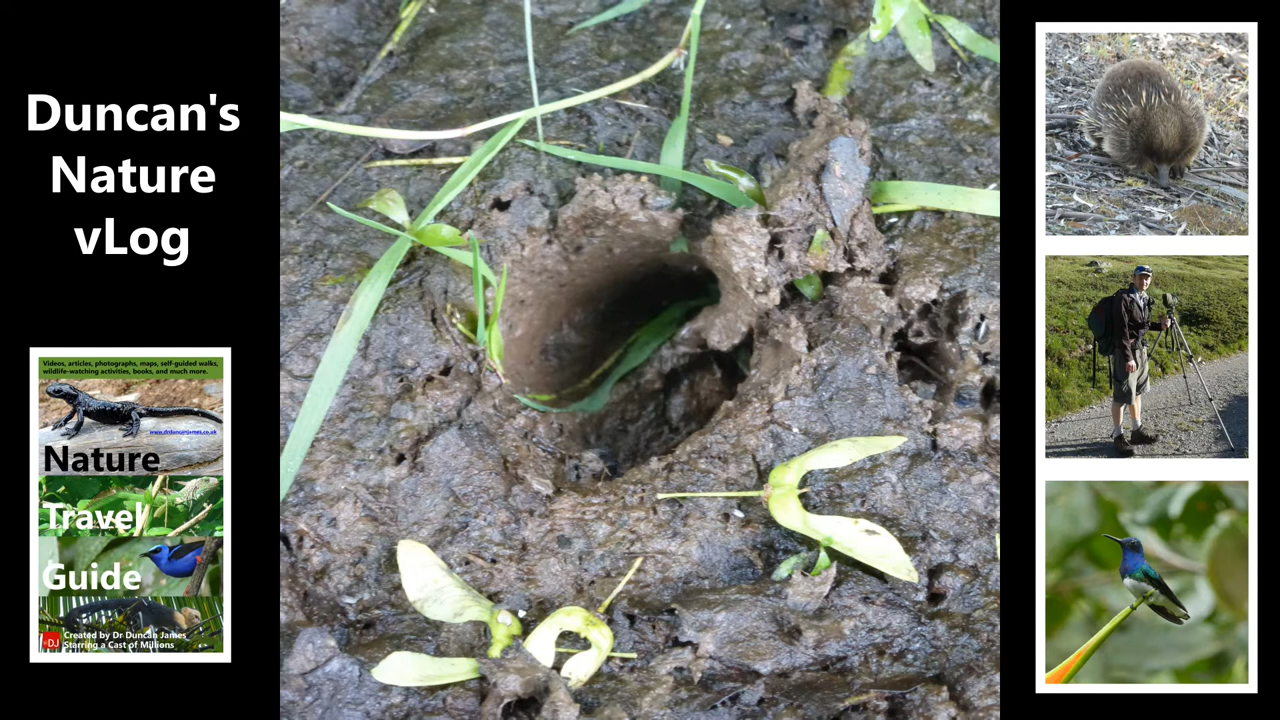 Duncan's
Nature
vLog
Videos, articles, photographs, maps, self-guided walks,
wildlife-watching activities, books, and much more.
www.drduncanjames.co.uk
Nature
Travel
Guide
DJ
Created by Dr Duncan James
Starring a Cast of Millions